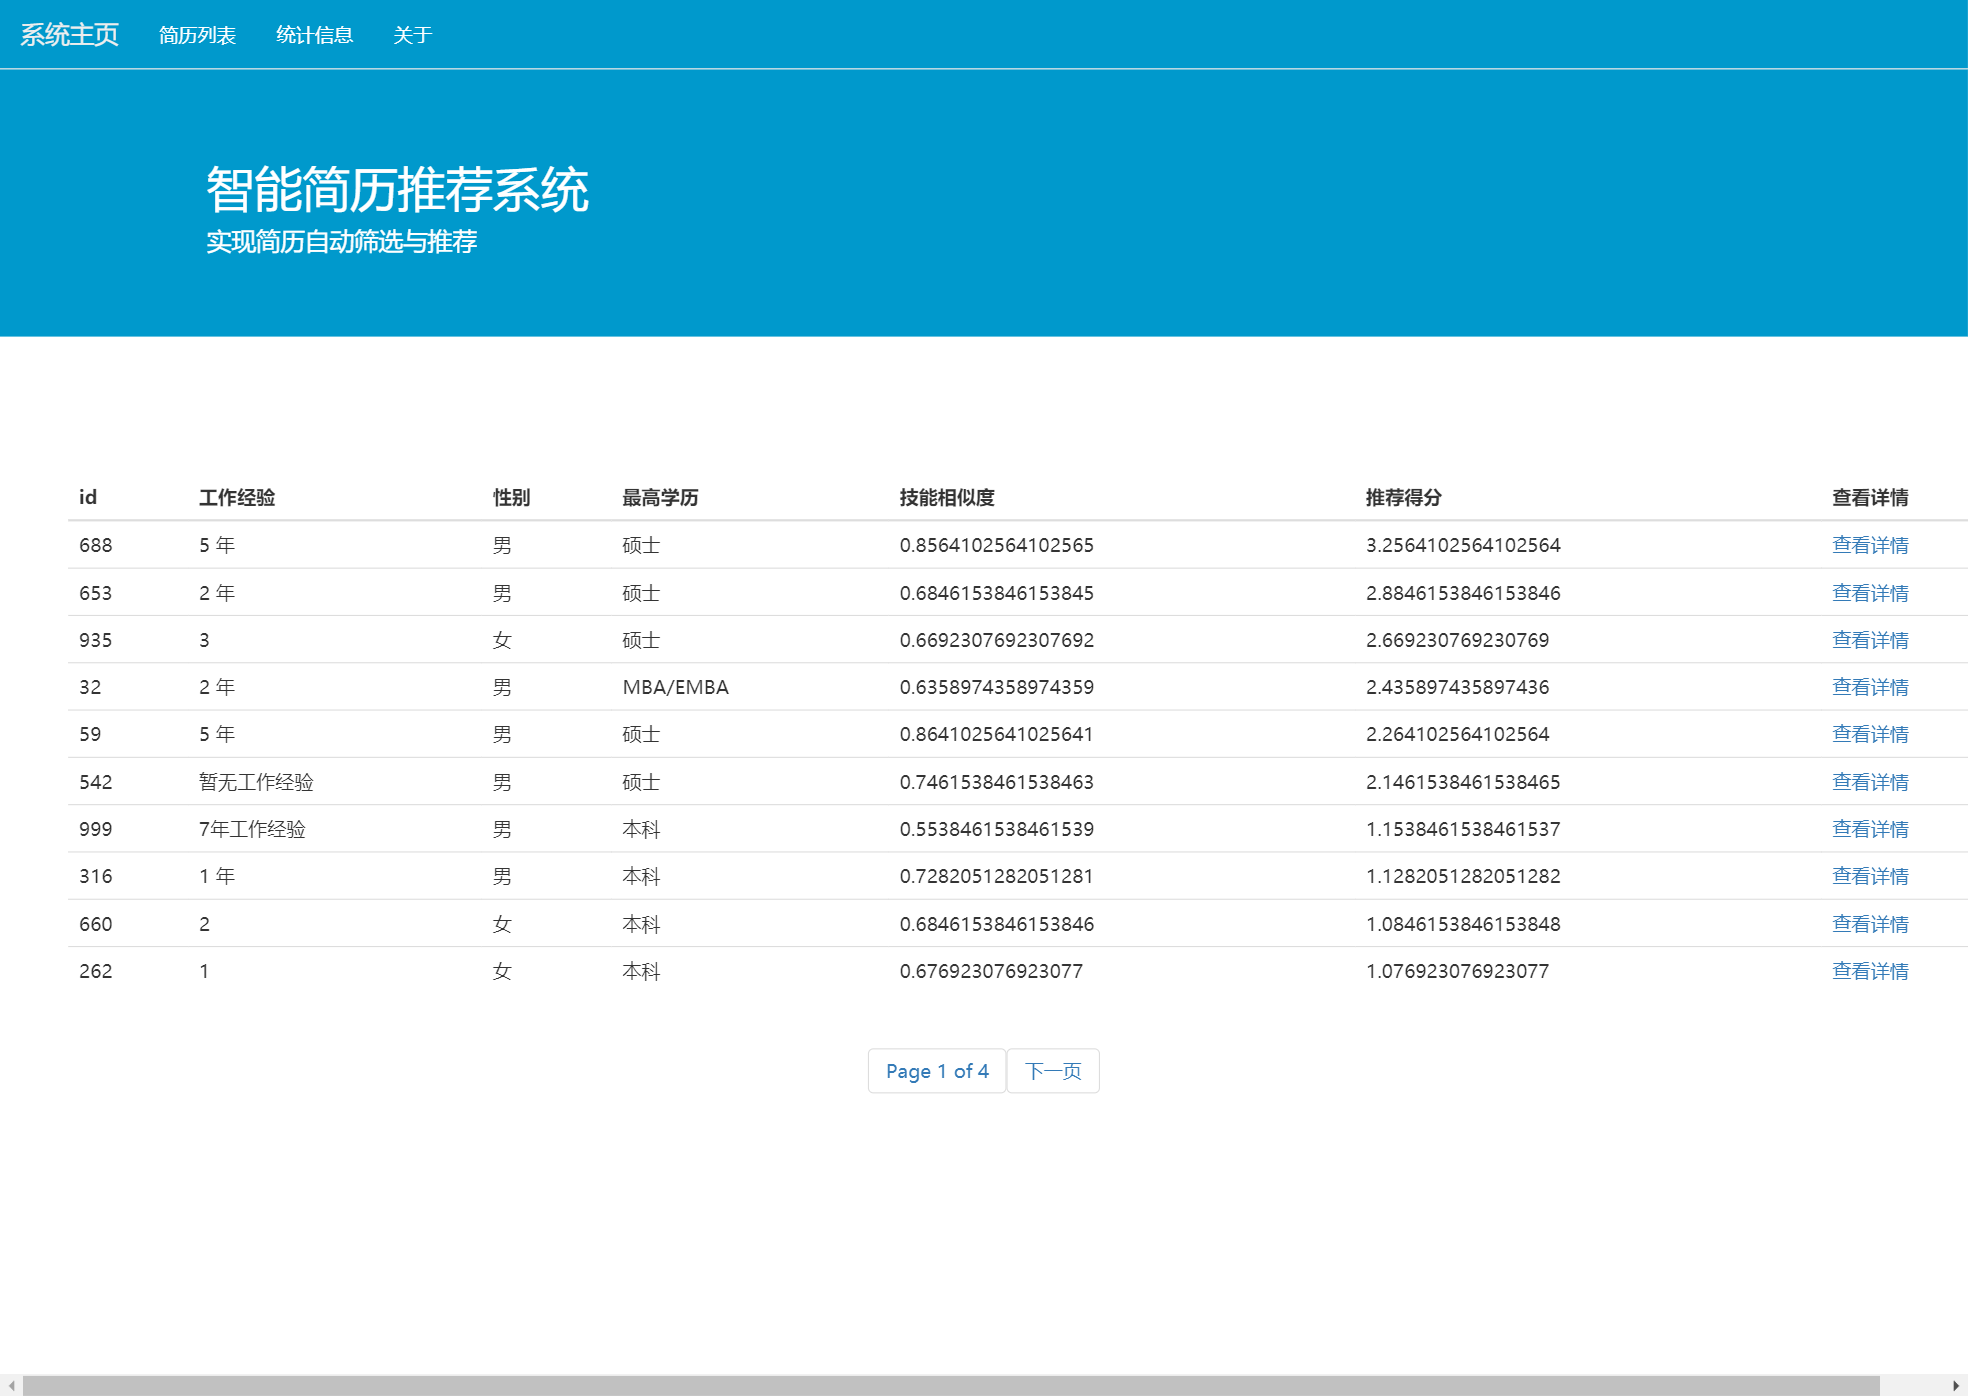 系统主页 简历列表 统计信息 关于
智能简历推荐系统
实现简历自动筛选与推荐
id 工作经验 性别 最高学历 技能相似度 推荐得分 查看详情
688 5 年 男 硕士 0.8564102564102565 3.2564102564102564 查看详情
653 2 年 男 硕士 0.6846153846153845 2.8846153846153846 查看详情
935 3 女 硕士 0.6692307692307692 2.669230769230769 查看详情
32 2 年 男 MBA/EMBA 0.6358974358974359 2.435897435897436 查看详情
59 5 年 男 硕士 0.8641025641025641 2.264102564102564 查看详情
542 暂无工作经验 男 硕士 0.7461538461538463 2.1461538461538465 查看详情
999 7年工作经验 男 本科 0.5538461538461539 1.1538461538461537 查看详情
316 1 年 男 本科 0.7282051282051281 1.1282051282051282 查看详情
660 2 女 本科 0.6846153846153846 1.0846153846153848 查看详情
262 1 女 本科 0.676923076923077 1.076923076923077 查看详情
Page 1 of 4 下一页